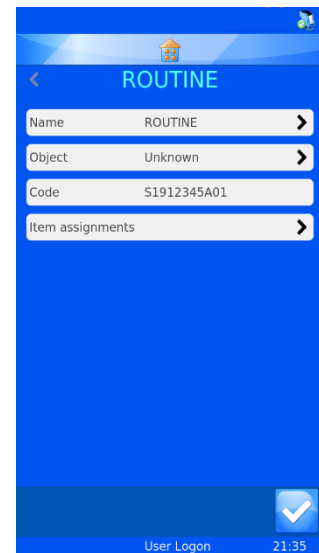 ROUTINE
Name ROUTINE
Object Unknown
Code S1912345A01
Item assignments
User Logon 21:35